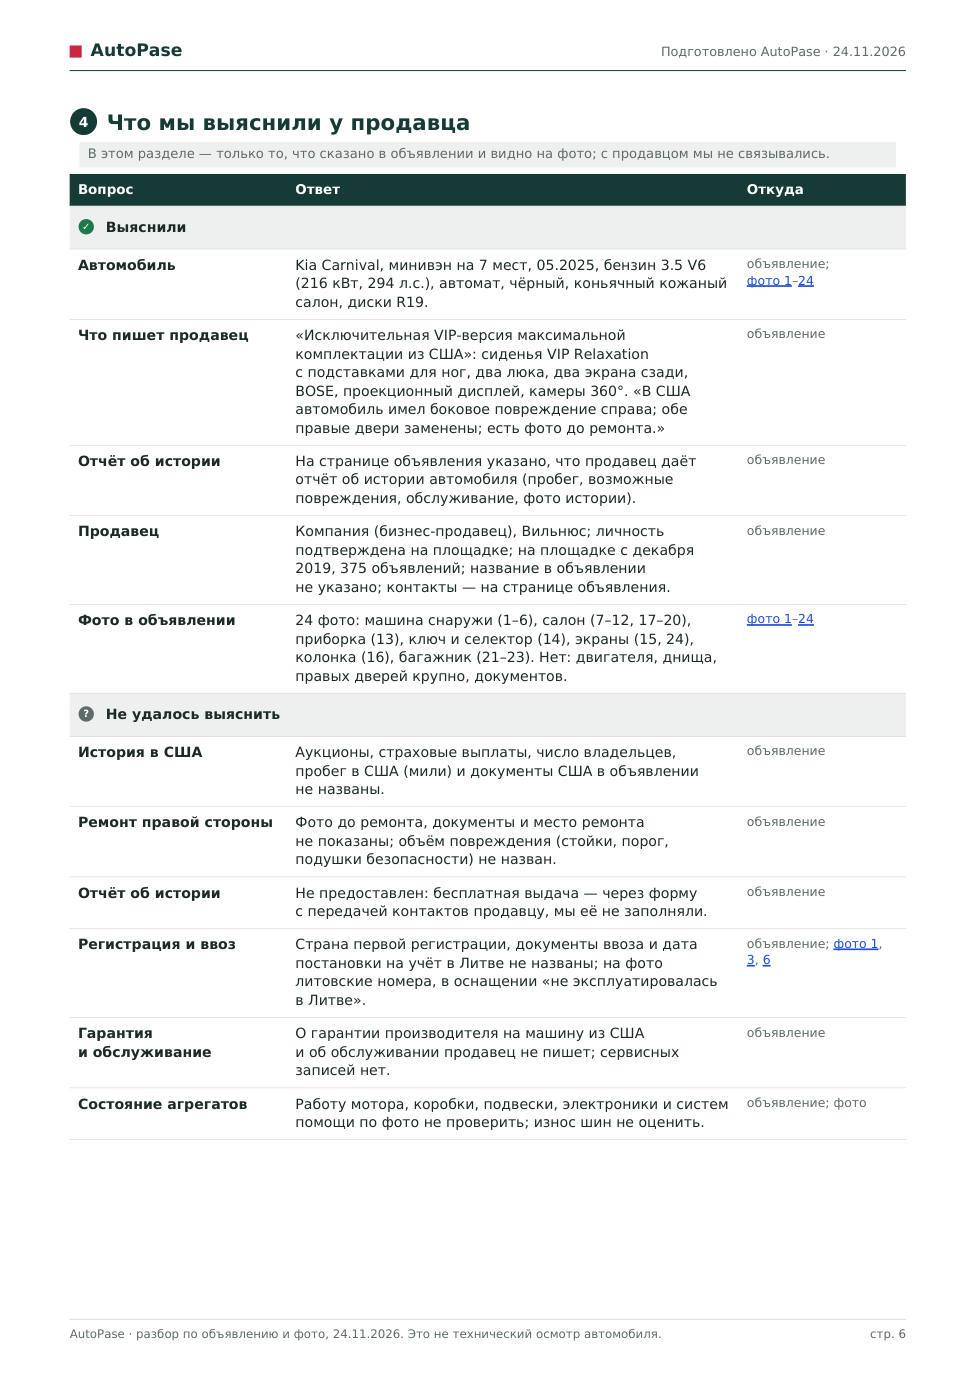 AutoPase
Подготовлено AutoPase · 24.11.2026
4 Что мы выяснили у продавца
В этом разделе — только то, что сказано в объявлении и видно на фото; с продавцом мы не связывались.
Вопрос Ответ Откуда
✓ Выяснили
Автомобиль
Kia Carnival, минивэн на 7 мест, 05.2025, бензин 3.5 V6
(216 кВт, 294 л.с.), автомат, чёрный, коньячный кожаный
салон, диски R19.
объявление;
фото 1–24
Что пишет продавец
«Исключительная VIP-версия максимальной
комплектации из США»: сиденья VIP Relaxation
с подставками для ног, два люка, два экрана сзади,
BOSE, проекционный дисплей, камеры 360°. «В США
автомобиль имел боковое повреждение справа; обе
правые двери заменены; есть фото до ремонта.»
объявление
Отчёт об истории
На странице объявления указано, что продавец даёт
отчёт об истории автомобиля (пробег, возможные
повреждения, обслуживание, фото истории).
объявление
Продавец
Компания (бизнес-продавец), Вильнюс; личность
подтверждена на площадке; на площадке с декабря
2019, 375 объявлений; название в объявлении
не указано; контакты — на странице объявления.
объявление
Фото в объявлении
24 фото: машина снаружи (1–6), салон (7–12, 17–20),
приборка (13), ключ и селектор (14), экраны (15, 24),
колонка (16), багажник (21–23). Нет: двигателя, днища,
правых дверей крупно, документов.
фото 1–24
? Не удалось выяснить
История в США
Аукционы, страховые выплаты, число владельцев,
пробег в США (мили) и документы США в объявлении
не названы.
объявление
Ремонт правой стороны
Фото до ремонта, документы и место ремонта
не показаны; объём повреждения (стойки, порог,
подушки безопасности) не назван.
объявление
Отчёт об истории
Не предоставлен: бесплатная выдача — через форму
с передачей контактов продавцу, мы её не заполняли.
объявление
Регистрация и ввоз
Страна первой регистрации, документы ввоза и дата
постановки на учёт в Литве не названы; на фото
литовские номера, в оснащении «не эксплуатировалась
в Литве».
объявление; фото 1,
3, 6
Гарантия
и обслуживание
О гарантии производителя на машину из США
и об обслуживании продавец не пишет; сервисных
записей нет.
объявление
Состояние агрегатов
Работу мотора, коробки, подвески, электроники и систем
помощи по фото не проверить; износ шин не оценить.
объявление; фото
AutoPase · разбор по объявлению и фото, 24.11.2026. Это не технический осмотр автомобиля.
стр. 6